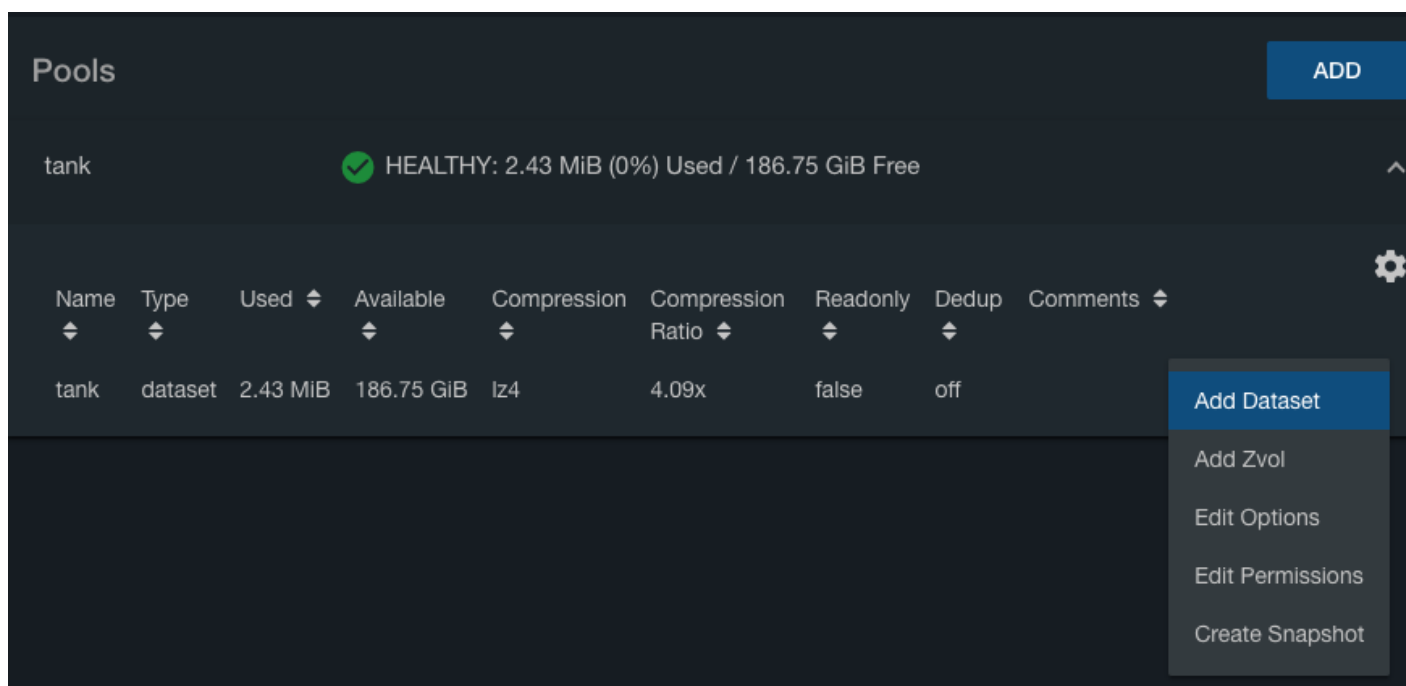 Pools
ADD
tank
HEALTHY: 2.43 MiB (0%) Used / 186.75 GiB Free
Name Type Used Available Compression Compression Ratio Readonly Dedup Comments
tank dataset 2.43 MiB 186.75 GiB lz4 4.09x false off
Add Dataset
Add Zvol
Edit Options
Edit Permissions
Create Snapshot